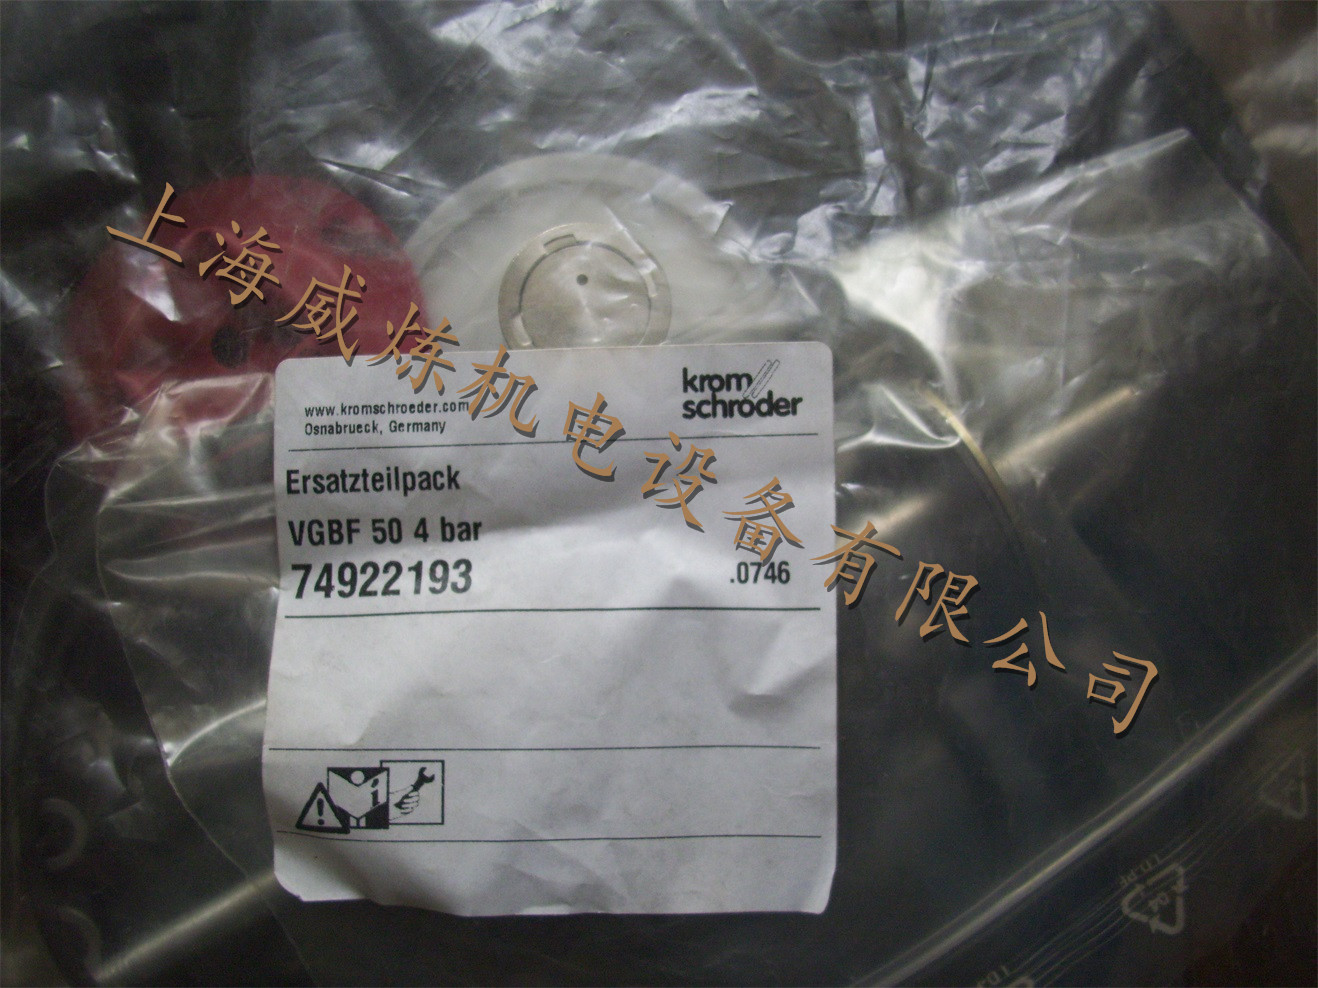 上海威炼机电设备有限公司
www.kromschroeder.com
Osnabrueck, Germany
krom
schroder
Ersatzteilpack
VGBF 50 4 bar
74922193 .0746
04